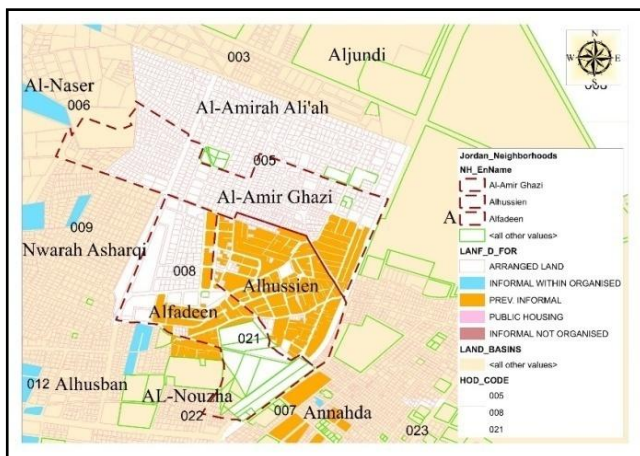 003
Aljundi
N
W E
S
Al-Naser
006
Al-Amirah Ali'ah
005
Al-Amir Ghazi
A
009
Nwarah Asharqi
008
Alhussien
Alfadeen
021
012
Alhusban
AL-Nouzha
022
007
Annahda
023
Jordan_Neighborhoods
NH_EnName
Al-Amir Ghazi
Alhussien
Alfadeen
<all other values>
LANF_D_FOR
ARRANGED LAND
INFORMAL WITHIN ORGANISED
PREV. INFORMAL
PUBLIC HOUSING
INFORMAL NOT ORGANISED
LAND_BASINS
<all other values>
HOD_CODE
005
008
021